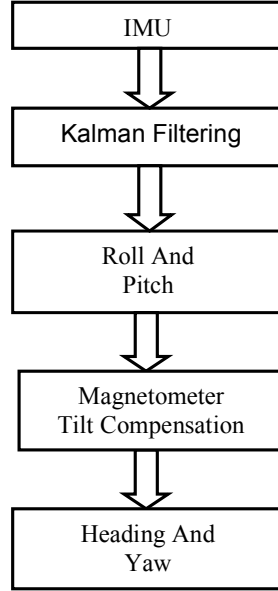 IMU
Kalman Filtering
Roll And
Pitch
Magnetometer
Tilt Compensation
Heading And
Yaw